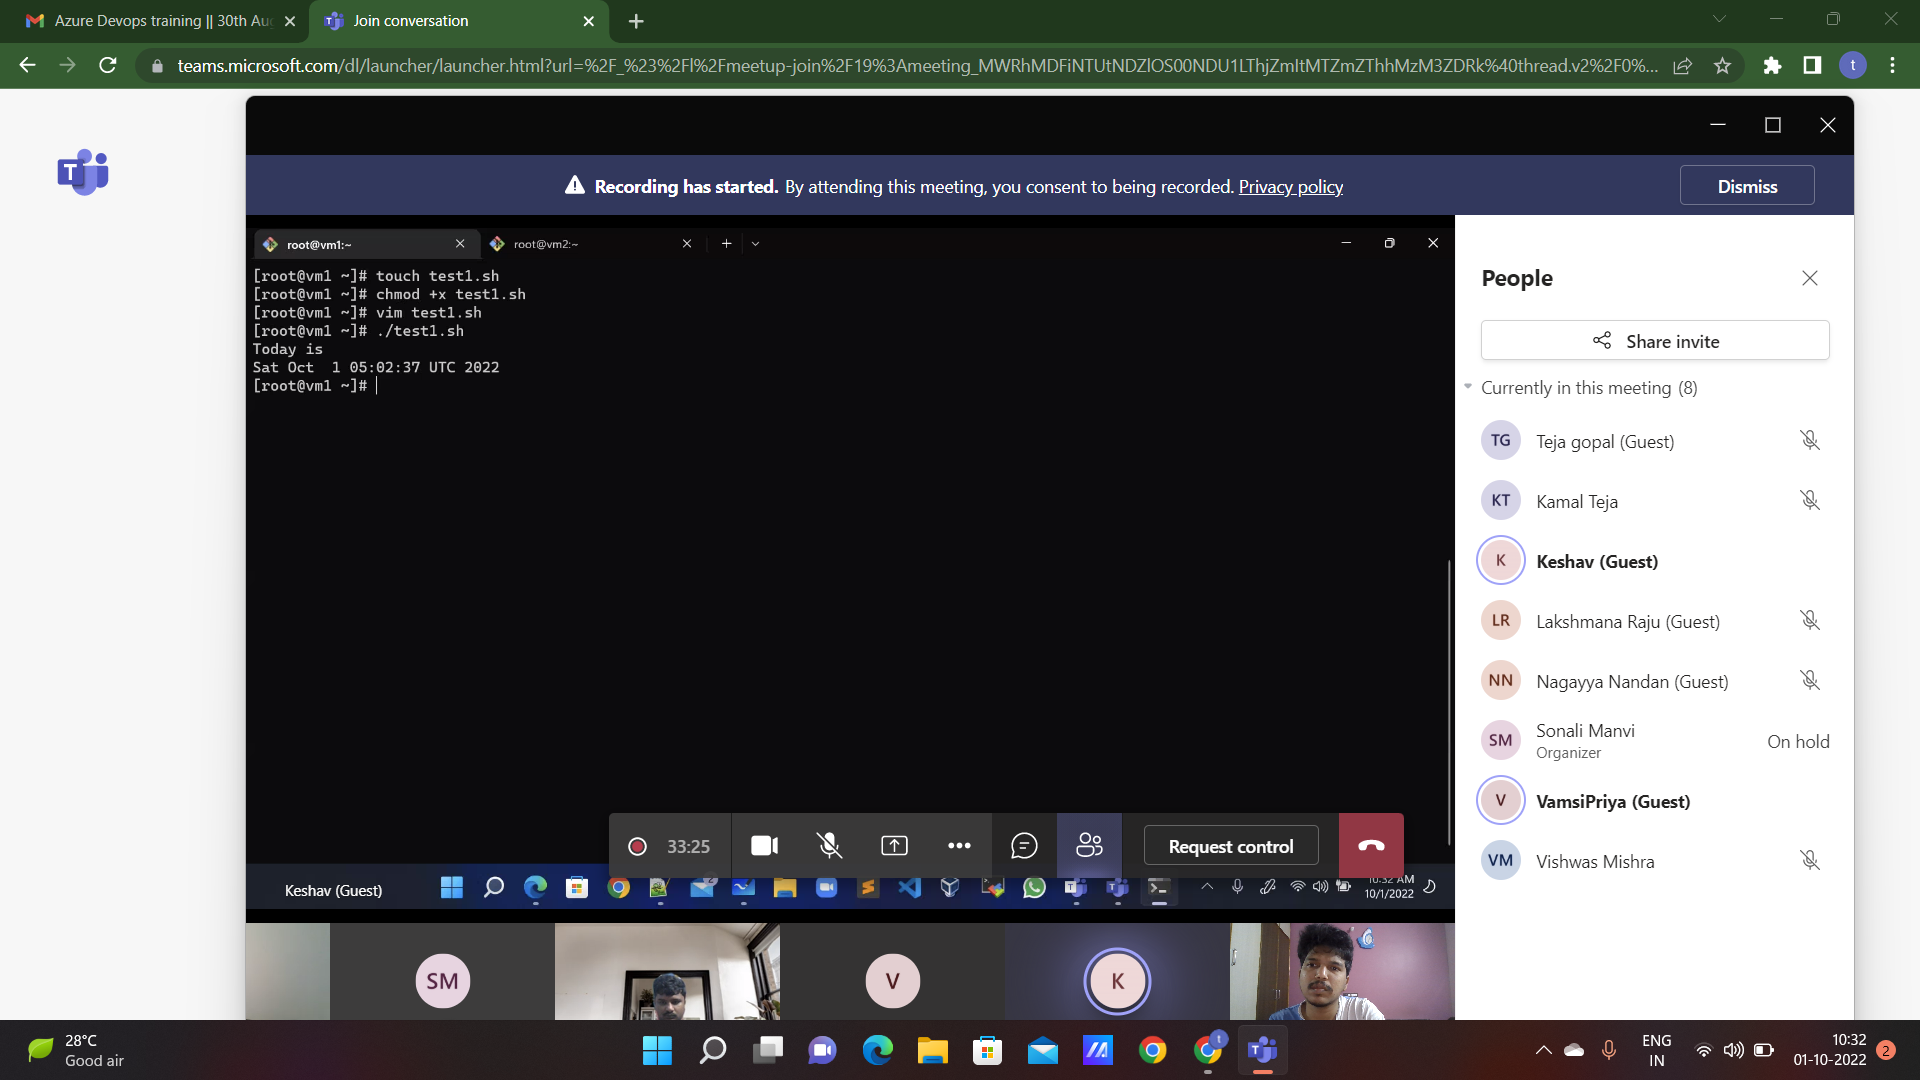 Azure Devops training || 30th Au
Join conversation
teams.microsoft.com/dl/launcher/launcher.html?url=%2F_%23%2Fl%2Fmeetup-join%2F19%3Ameeting_MWRhMDFiNTUtNDZlOS00NDU1LThjZmItMTZmZThhMzM3ZDRk%40thread.v2%2F0%...
t
T
Recording has started. By attending this meeting, you consent to being recorded. Privacy policy
Dismiss
root@vm1:~
root@vm2:~
[root@vm1 ~]# touch test1.sh
[root@vm1 ~]# chmod +x test1.sh
[root@vm1 ~]# vim test1.sh
[root@vm1 ~]# ./test1.sh
Today is
Sat Oct  1 05:02:37 UTC 2022
[root@vm1 ~]#
People
Share invite
Currently in this meeting (8)
TG Teja gopal (Guest)
KT Kamal Teja
K Keshav (Guest)
LR Lakshmana Raju (Guest)
NN Nagayya Nandan (Guest)
SM Sonali Manvi
Organizer
On hold
V VamsiPriya (Guest)
VM Vishwas Mishra
33:25
Request control
Keshav (Guest)
10:32 AM
10/1/2022
SM
V
K
28°C
Good air
t
ENG
IN
10:32
01-10-2022
2